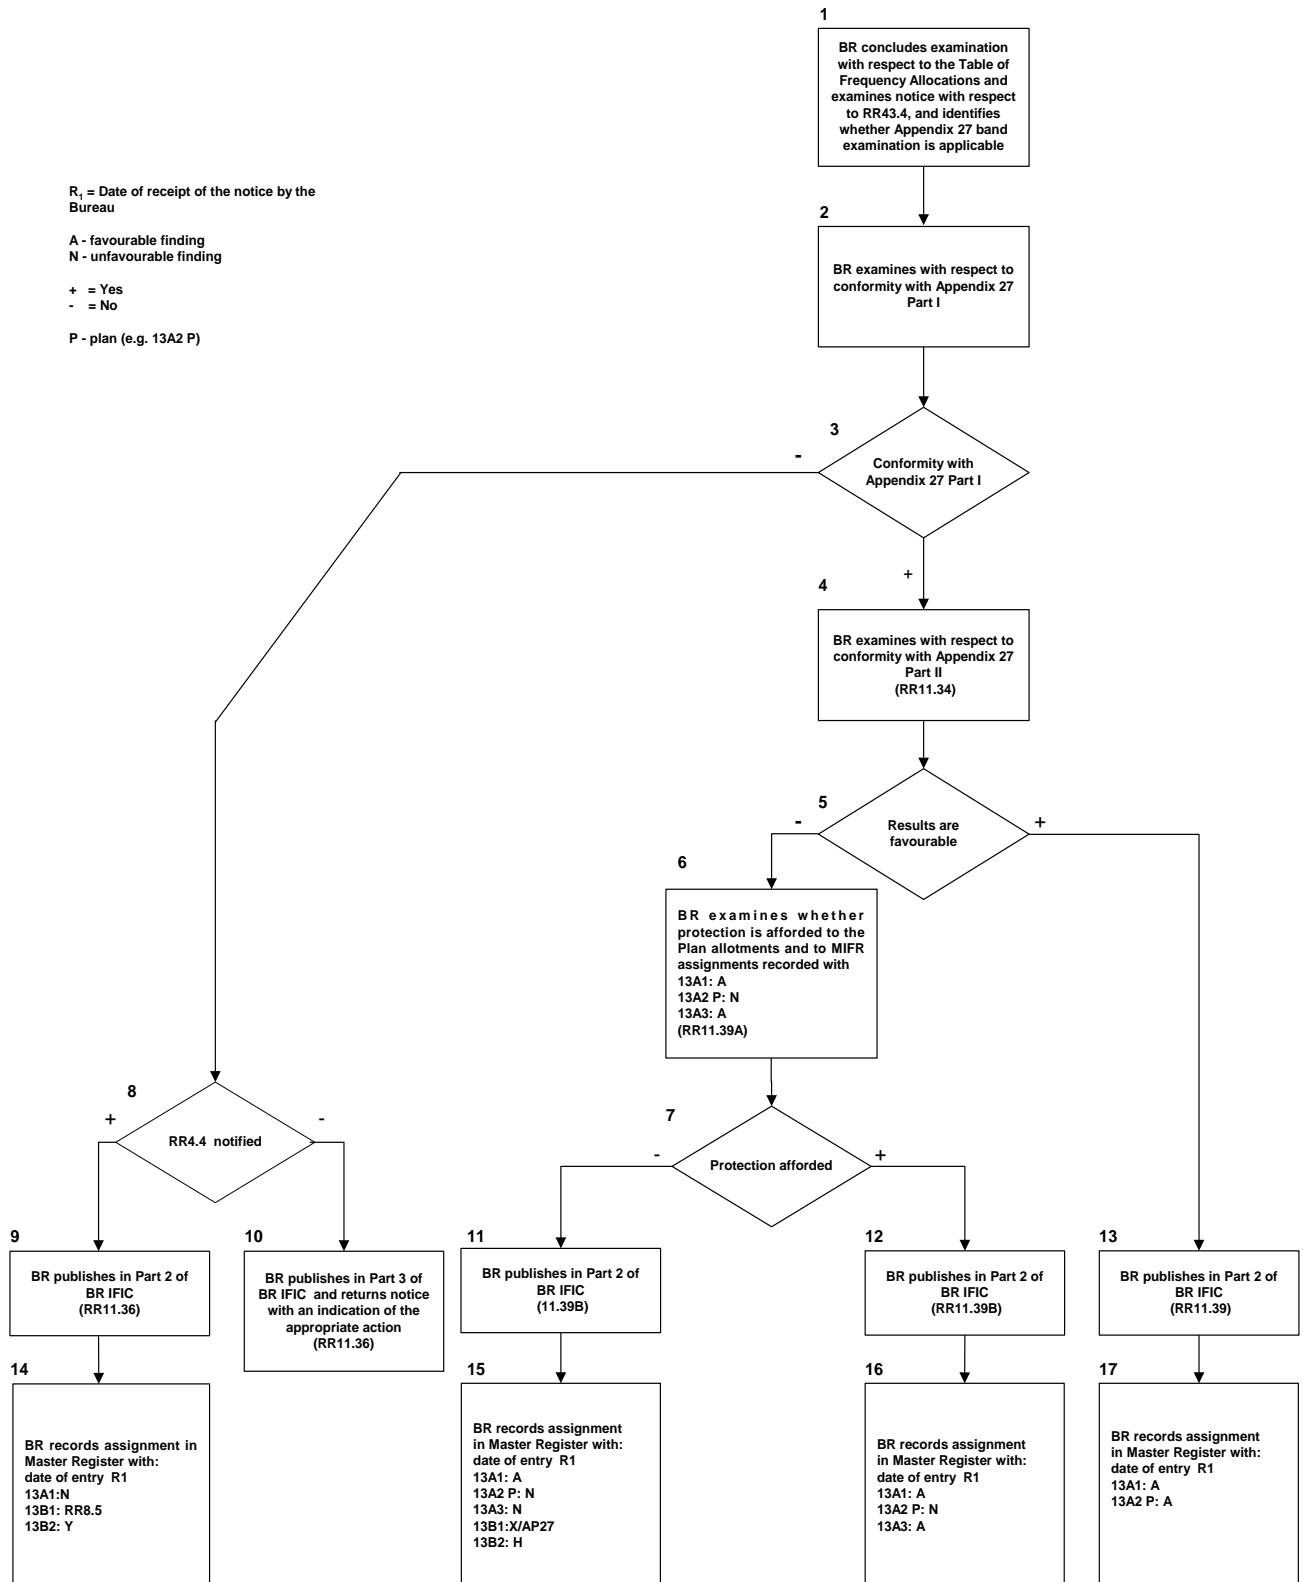 1
BR concludes examination
with respect to the Table of
Frequency Allocations and
examines notice with respect
to RR43.4, and identifies
whether Appendix 27 band
examination is applicable
R1 = Date of receipt of the notice by the
Bureau
A - favourable finding
N - unfavourable finding
+ = Yes
- = No
P - plan (e.g. 13A2 P)
2
BR examines with respect to
conformity with Appendix 27
Part I
3
-
Conformity with
Appendix 27 Part I
+
4
BR examines with respect to
conformity with Appendix 27
Part II
(RR11.34)
5
-
+
Results are
favourable
6
BR examines whether
protection is afforded to the
Plan allotments and to MIFR
assignments recorded with
13A1: A
13A2 P: N
13A3: A
(RR11.39A)
8
+
-
RR4.4 notified
7
-
+
Protection afforded
9
BR publishes in Part 2 of
BR IFIC
(RR11.36)
10
BR publishes in Part 3 of
BR IFIC and returns notice
with an indication of the
appropriate action
(RR11.36)
11
BR publishes in Part 2 of
BR IFIC
(11.39B)
12
BR publishes in Part 2 of
BR IFIC
(RR11.39B)
13
BR publishes in Part 2 of
BR IFIC
(RR11.39)
14
BR records assignment in
Master Register with:
date of entry R1
13A1:N
13B1: RR8.5
13B2: Y
15
BR records assignment
in Master Register with:
date of entry R1
13A1: A
13A2 P: N
13A3: N
13B1:X/AP27
13B2: H
16
BR records assignment
in Master Register with:
date of entry R1
13A1: A
13A2 P: N
13A3: A
17
BR records assignment
in Master Register with:
date of entry R1
13A1: A
13A2 P: A